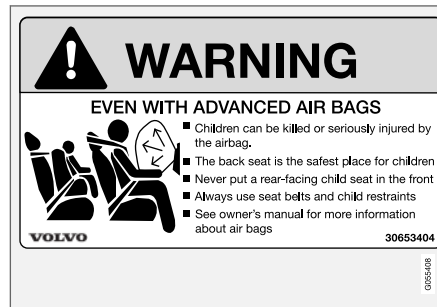 WARNING
EVEN WITH ADVANCED AIR BAGS
■ Children can be killed or seriously injured by
the airbag.
■ The back seat is the safest place for children
■ Never put a rear-facing child seat in the front
■ Always use seat belts and child restraints
■ See owner's manual for more information
about air bags
VOLVO
30653404
G055408